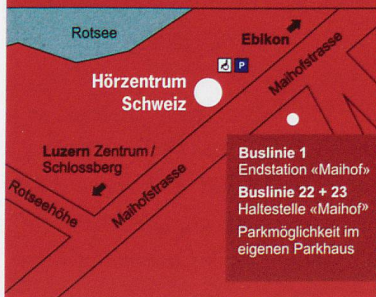 Rotsee
Ebikon
P
Maihofstrasse
Hörzentrum
Schweiz
Luzern Zentrum /
Schlossberg
Rotseehöhe
Maihofstrasse
Buslinie 1
Endstation «Maihof»
Buslinie 22 + 23
Haltestelle «Maihof»
Parkmöglichkeit im
eigenen Parkhaus